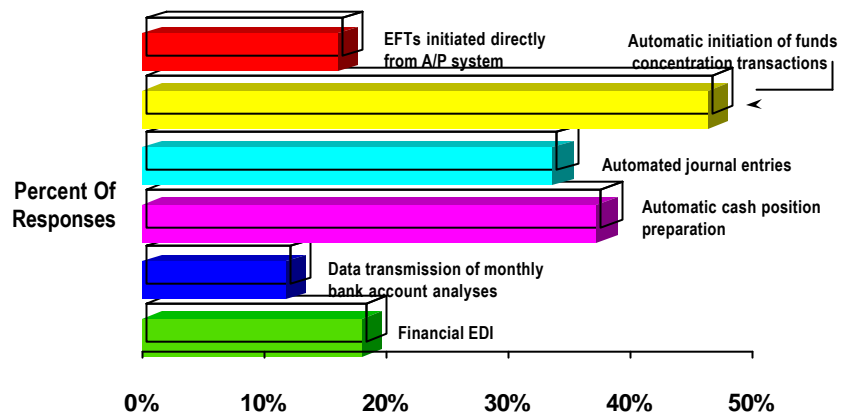 EFTs initiated directly
from A/P system
Automatic initiation of funds
concentration transactions
Automated journal entries
Percent Of
Responses
Automatic cash position
preparation
Data transmission of monthly
bank account analyses
Financial EDI
0% 10% 20% 30% 40% 50%